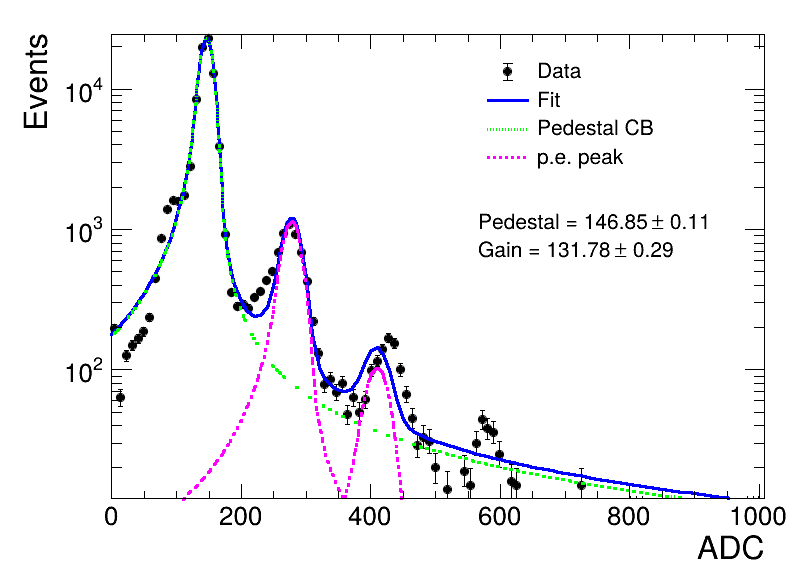 Events
10⁴
10³
10²
Data
Fit
Pedestal CB
p.e. peak
Pedestal = 146.85 ± 0.11
Gain = 131.78 ± 0.29
0 200 400 600 800 1000
ADC